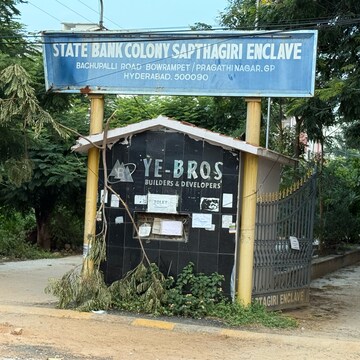 STATE BANK COLONY SAPTHAGIRI ENCLAVE
BACHUPALLI ROAD BOWRAMPET / PRAGATHI NAGAR, GP
HYDERABAD. 500090
YE-BROS
BUILDERS & DEVELOPERS
TOLET
PTAGIRI ENCLAVE